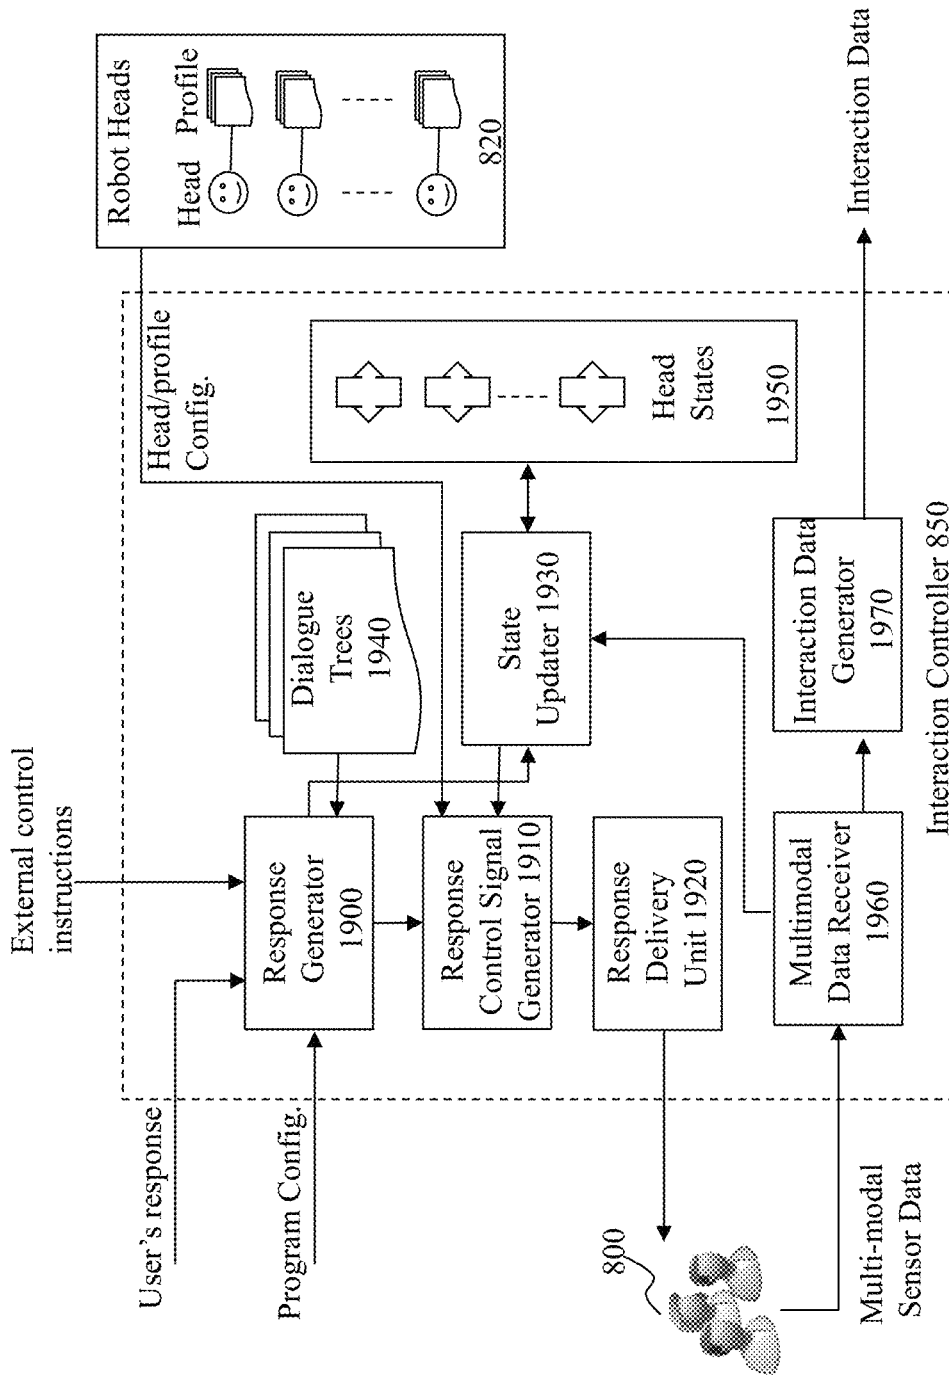 External control
instructions
User's response
Program Config.
Response
Generator
1900
Dialogue
Trees
1940
Head/profile
Config.
Robot Heads
Head Profile
820
Response
Control Signal
Generator 1910
State
Updater 1930
Head
States
1950
Response
Delivery
Unit 1920
800
Multi-modal
Sensor Data
Multimodal
Data Receiver
1960
Interaction Data
Generator
1970
Interaction Data
Interaction Controller 850